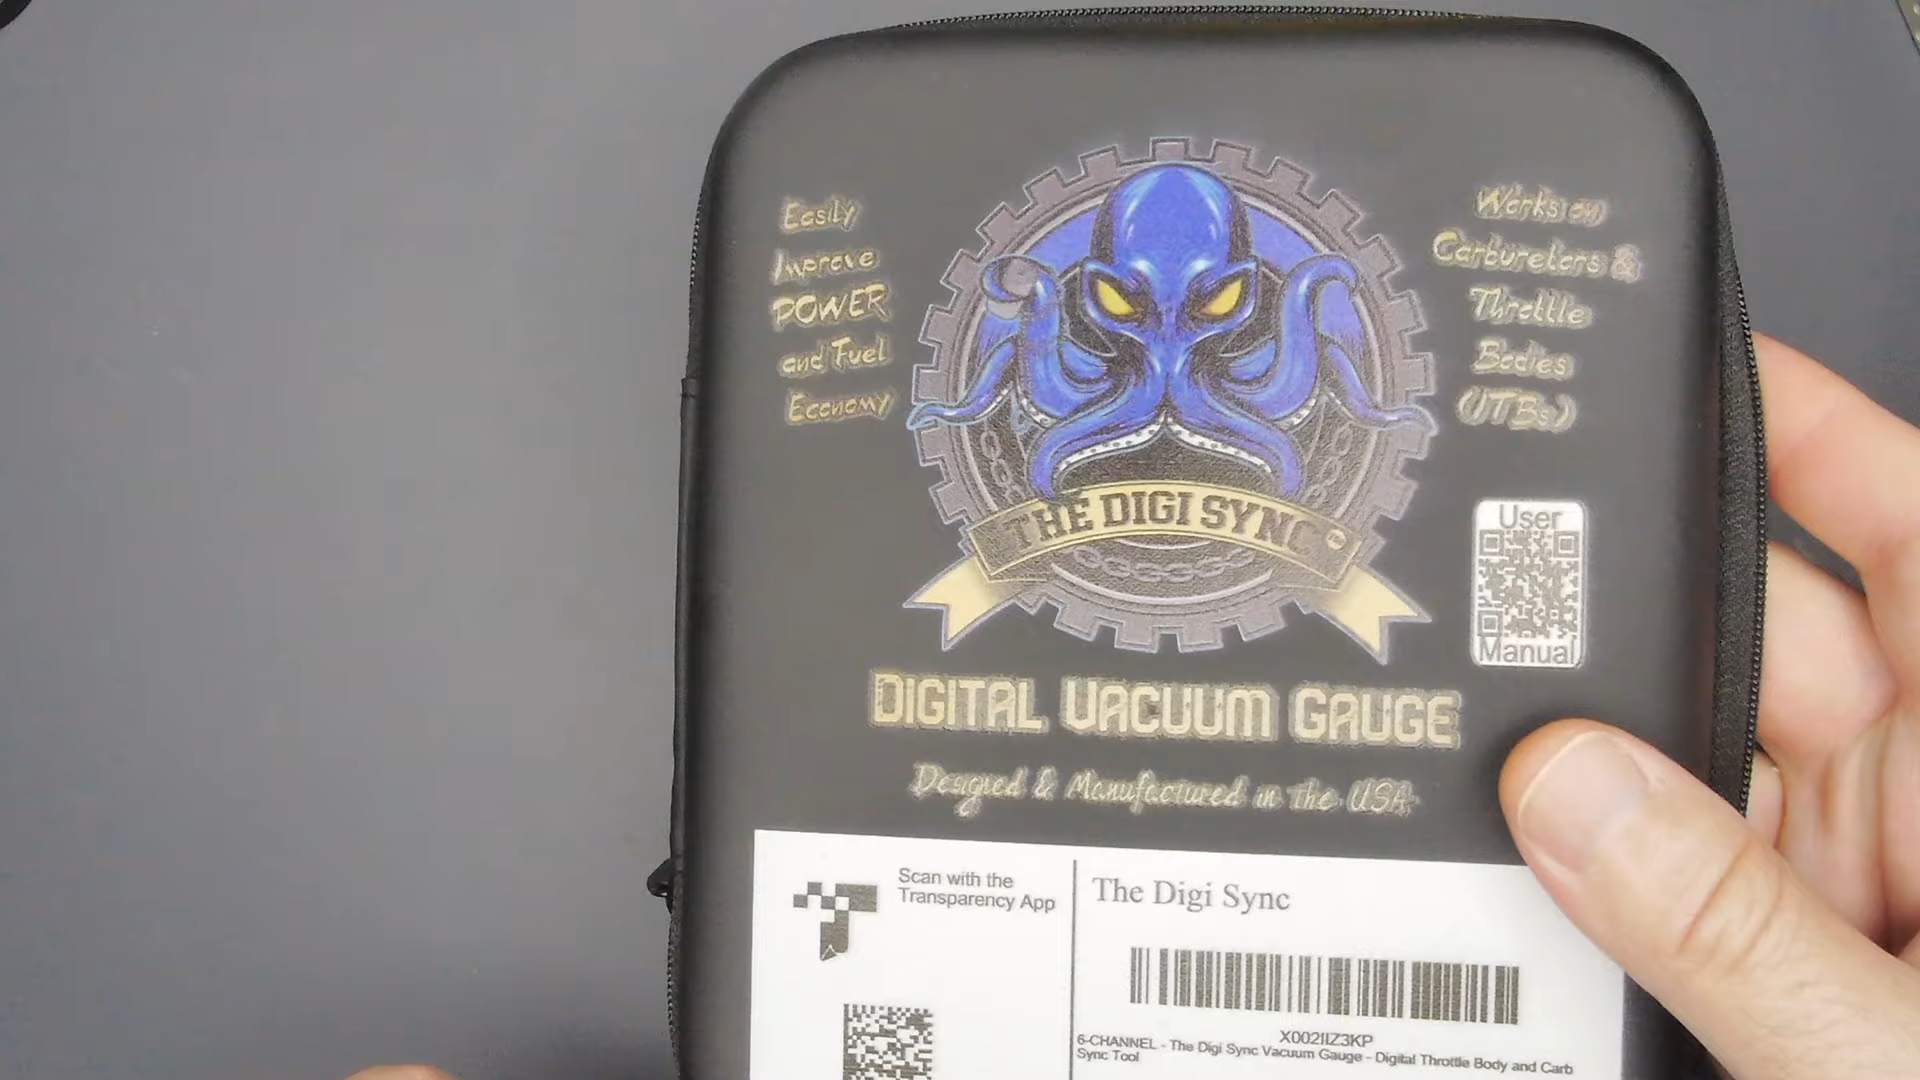 Easily
Improve
POWER
and Fuel
Economy
Works on
Carburetors &
Throttle
Bodies
(ITBs)
THE DIGI SYNC
User
Manual
DIGITAL VACUUM GAUGE
Designed & Manufactured in the USA
Scan with the
Transparency App
The Digi Sync
X002IIZ3KP
6-CHANNEL - The Digi Sync Vacuum Gauge - Digital Throttle Body and Carb
Sync Tool